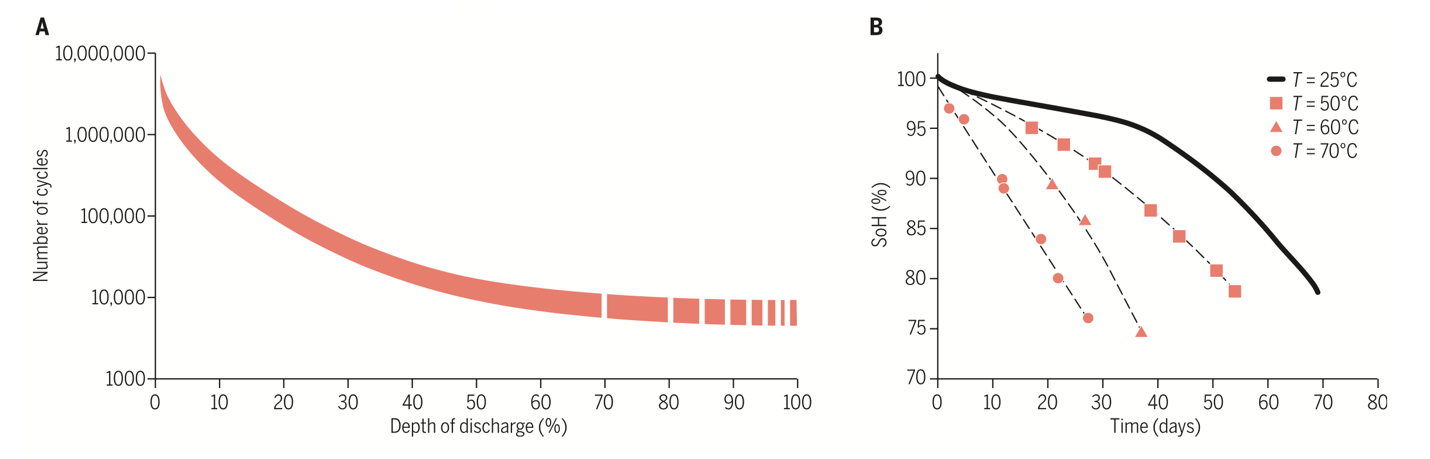 A
10,000,000
1,000,000
100,000
10,000
1000
Number of cycles
0 10 20 30 40 50 60 70 80 90 100
Depth of discharge (%)
B
100
95
90
85
80
75
70
SoH (%)
T = 25°C
T = 50°C
T = 60°C
T = 70°C
0 10 20 30 40 50 60 70 80
Time (days)